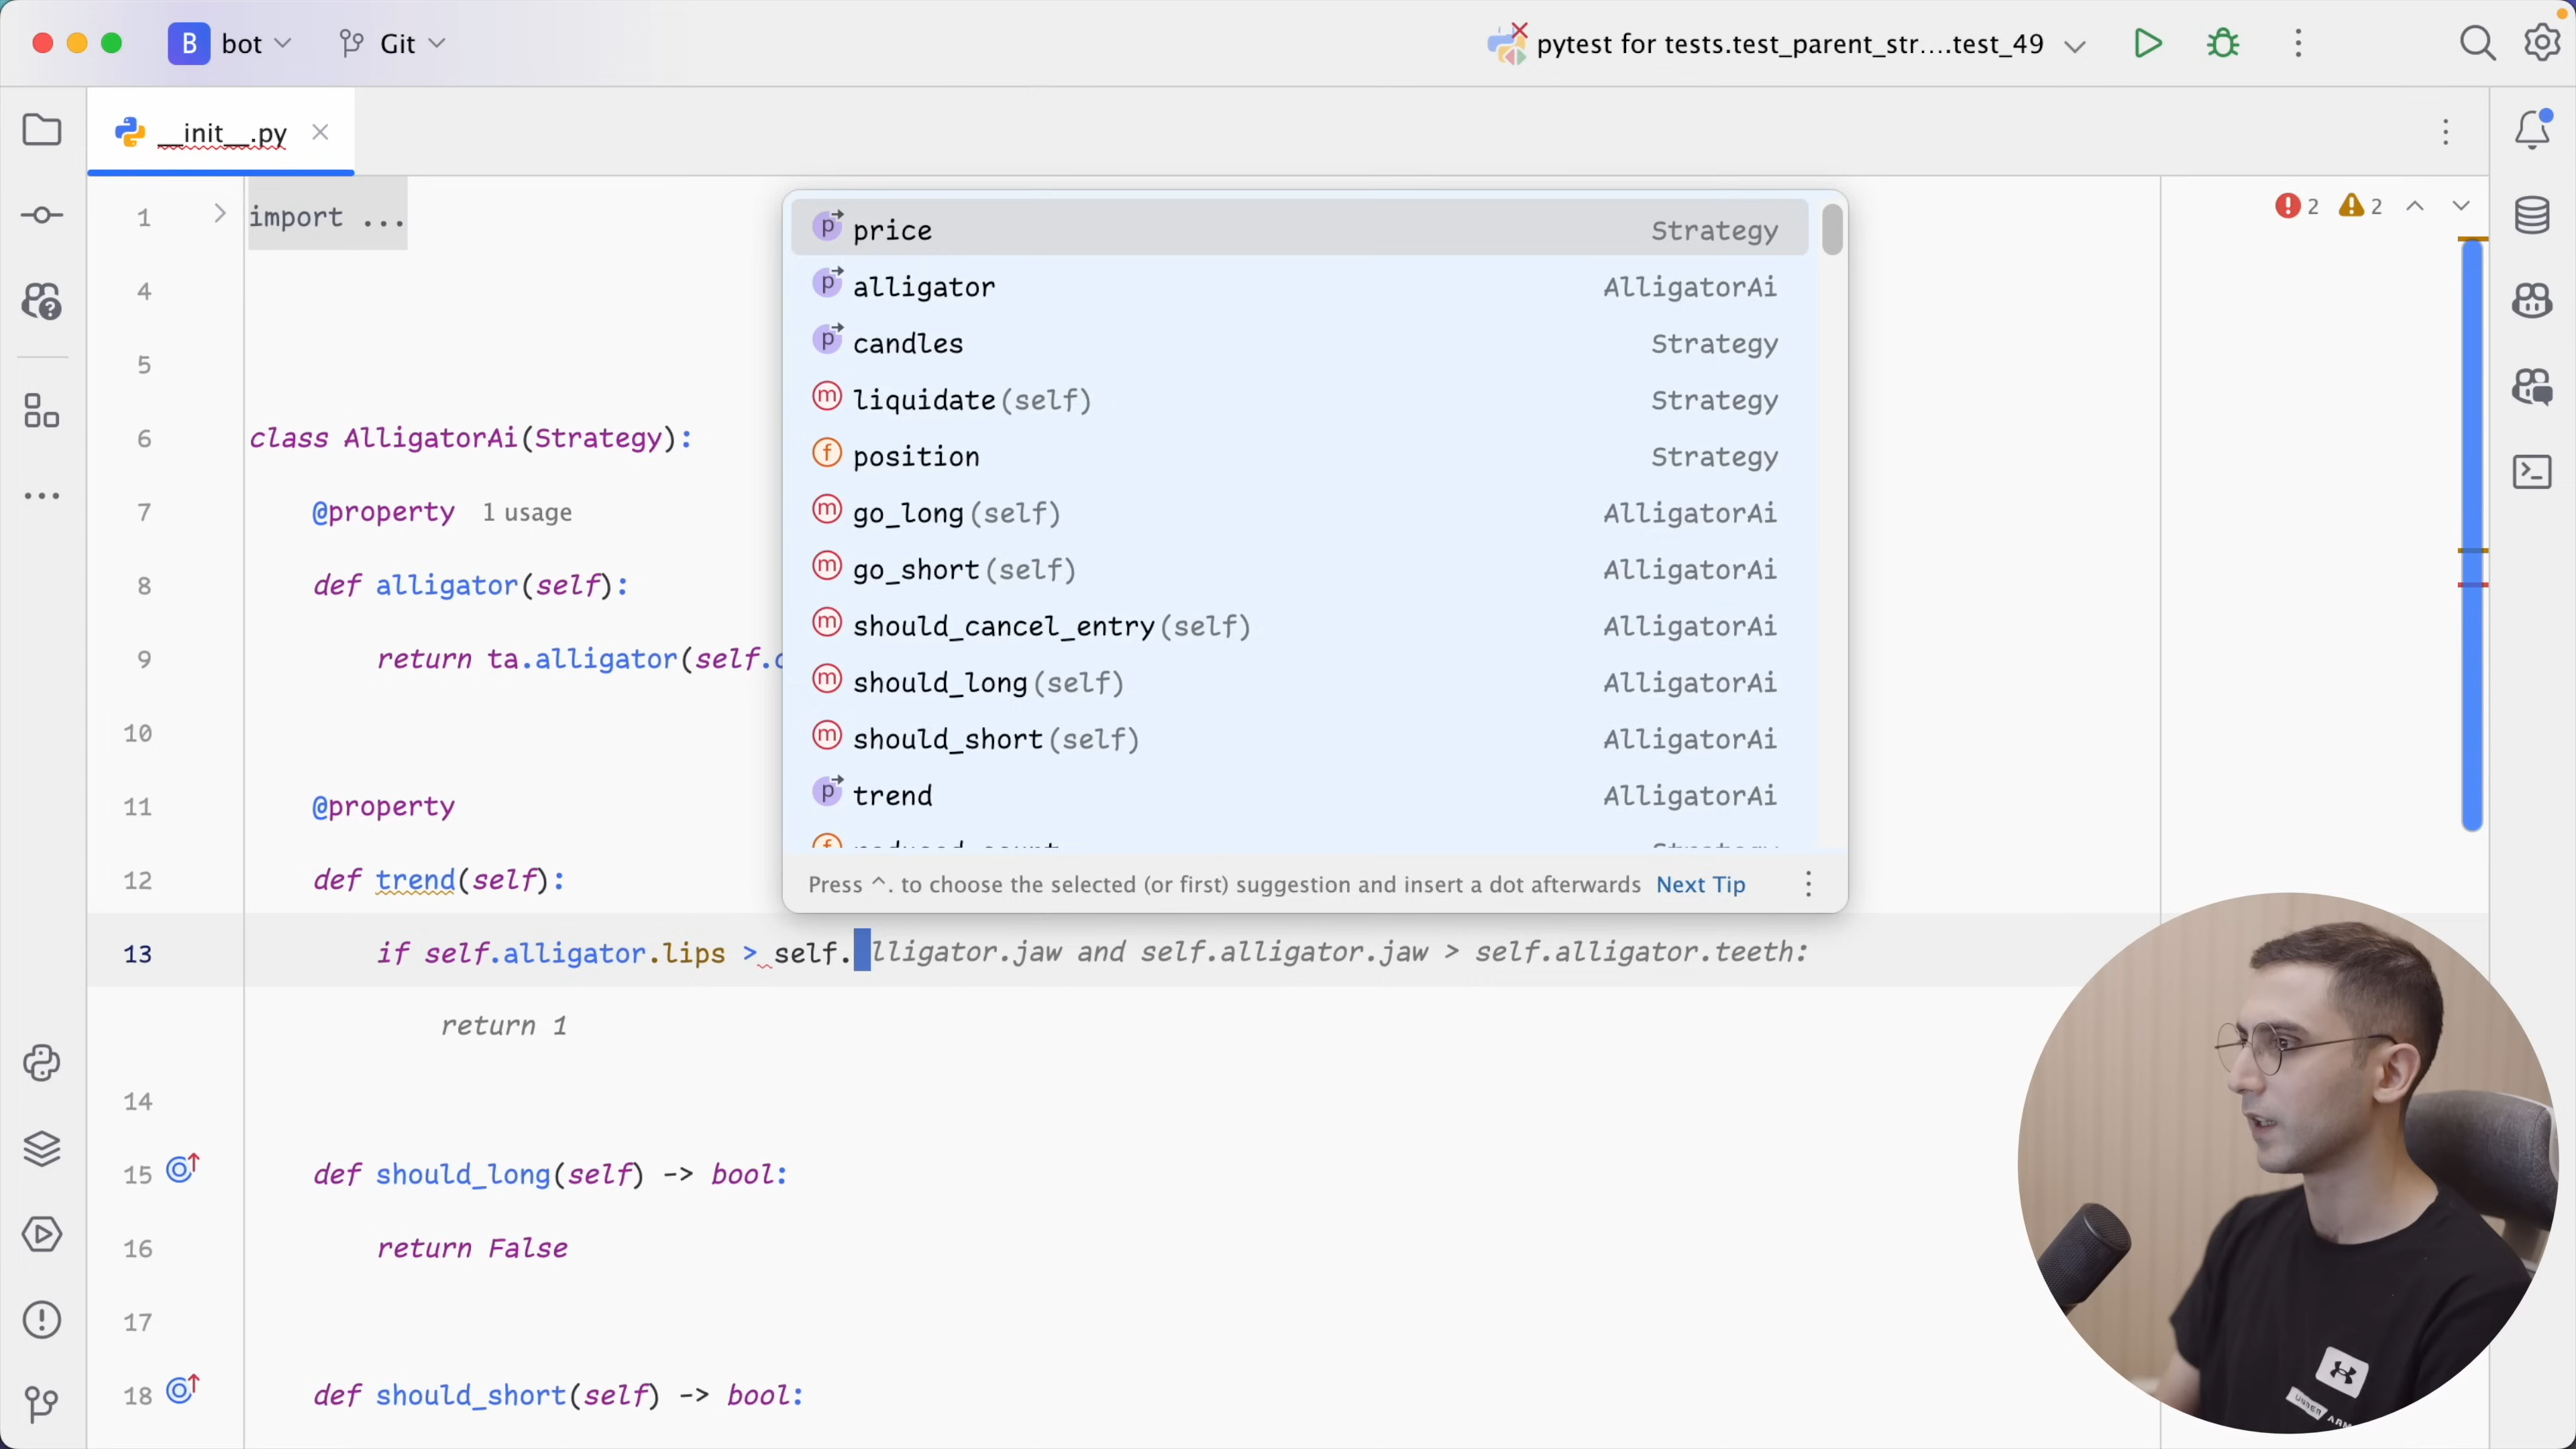 B bot Git pytest for tests.test_parent_str....test_49
__init__.py
2 2
1 import ...
4
5
6 class AlligatorAi(Strategy):
7 @property 1 usage
8 def alligator(self):
9 return ta.alligator(self.c
10
11 @property
12 def trend(self):
13 if self.alligator.lips > self.lligator.jaw and self.alligator.jaw > self.alligator.teeth:
return 1
14
15 def should_long(self) -> bool:
16 return False
17
18 def should_short(self) -> bool:
p price Strategy
p alligator AlligatorAi
p candles Strategy
m liquidate(self) Strategy
f position Strategy
m go_long(self) AlligatorAi
m go_short(self) AlligatorAi
m should_cancel_entry(self) AlligatorAi
m should_long(self) AlligatorAi
m should_short(self) AlligatorAi
p trend AlligatorAi
Press ^. to choose the selected (or first) suggestion and insert a dot afterwards Next Tip
UNDER ARM